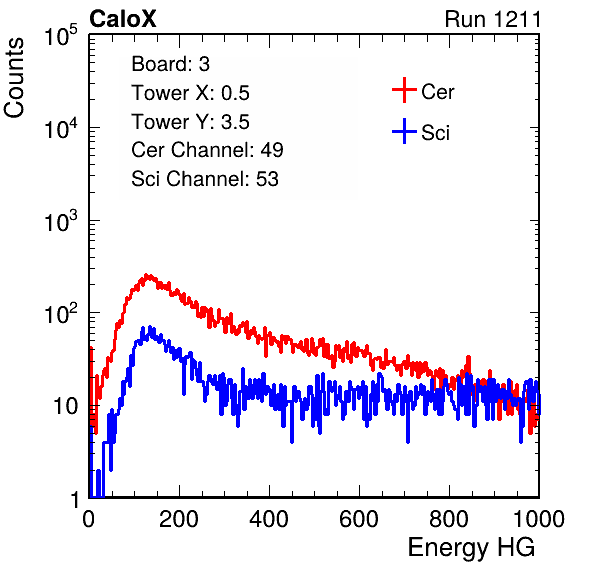 CaloX Run 1211
Counts
10^5
10^4
10^3
10^2
10
1
Board: 3
Tower X: 0.5
Tower Y: 3.5
Cer Channel: 49
Sci Channel: 53
Cer
Sci
0 200 400 600 800 1000
Energy HG